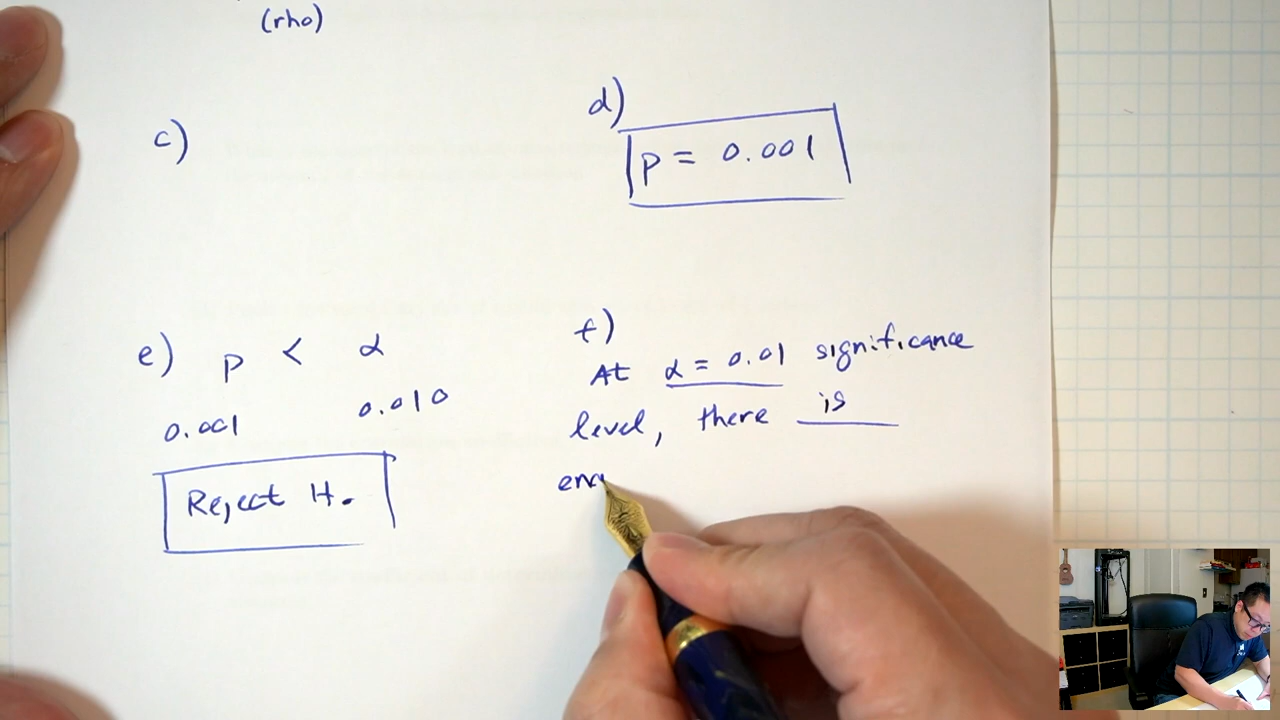 (rho)
c)
d)
p = 0.001
e) p < α
0.001 0.010
Reject H₀
f)
At α = 0.01 significance
level, there is